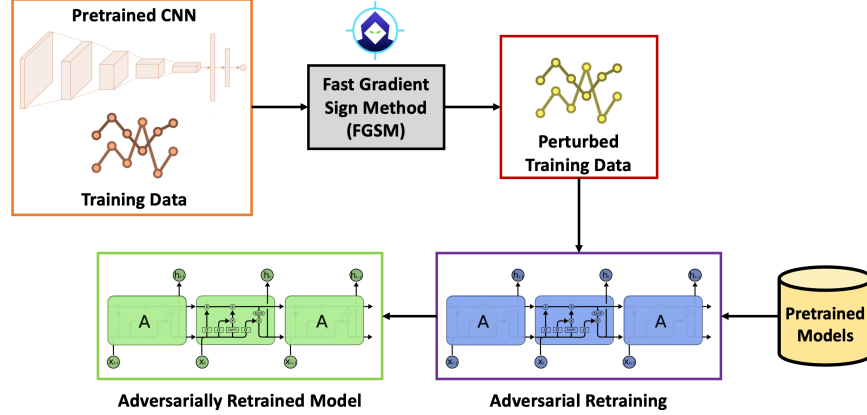 Pretrained CNN
Training Data
Fast Gradient
Sign Method
(FGSM)
Perturbed
Training Data
A
A
A
A
Pretrained
Models
Adversarially Retrained Model
Adversarial Retraining